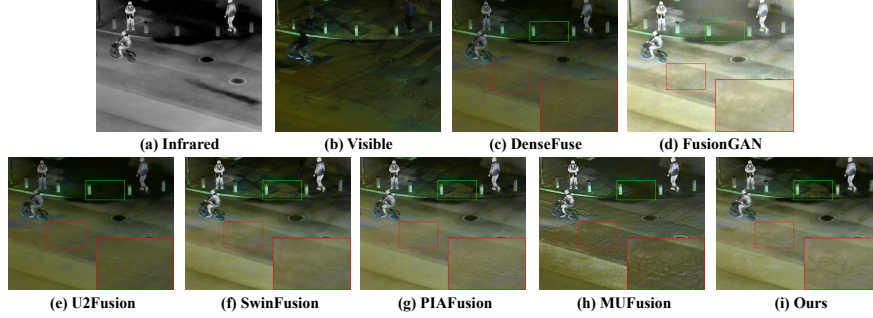 (a) Infrared
(b) Visible
(c) DenseFuse
(d) FusionGAN
(e) U2Fusion
(f) SwinFusion
(g) PIAFusion
(h) MUFusion
(i) Ours